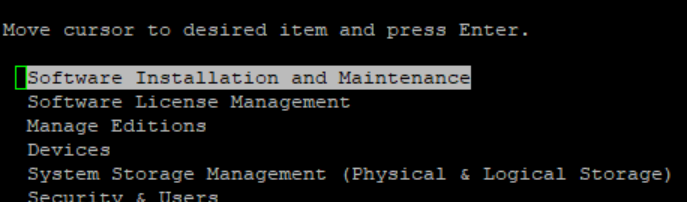 Move cursor to desired item and press Enter.
Software Installation and Maintenance
Software License Management
Manage Editions
Devices
System Storage Management (Physical & Logical Storage)
Security & Users